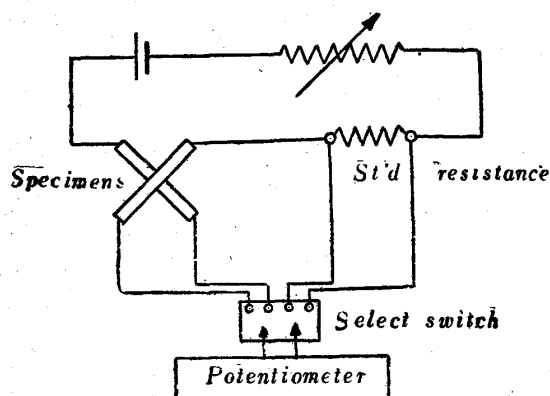 Specimens
St'd resistance
Select switch
Potentiometer